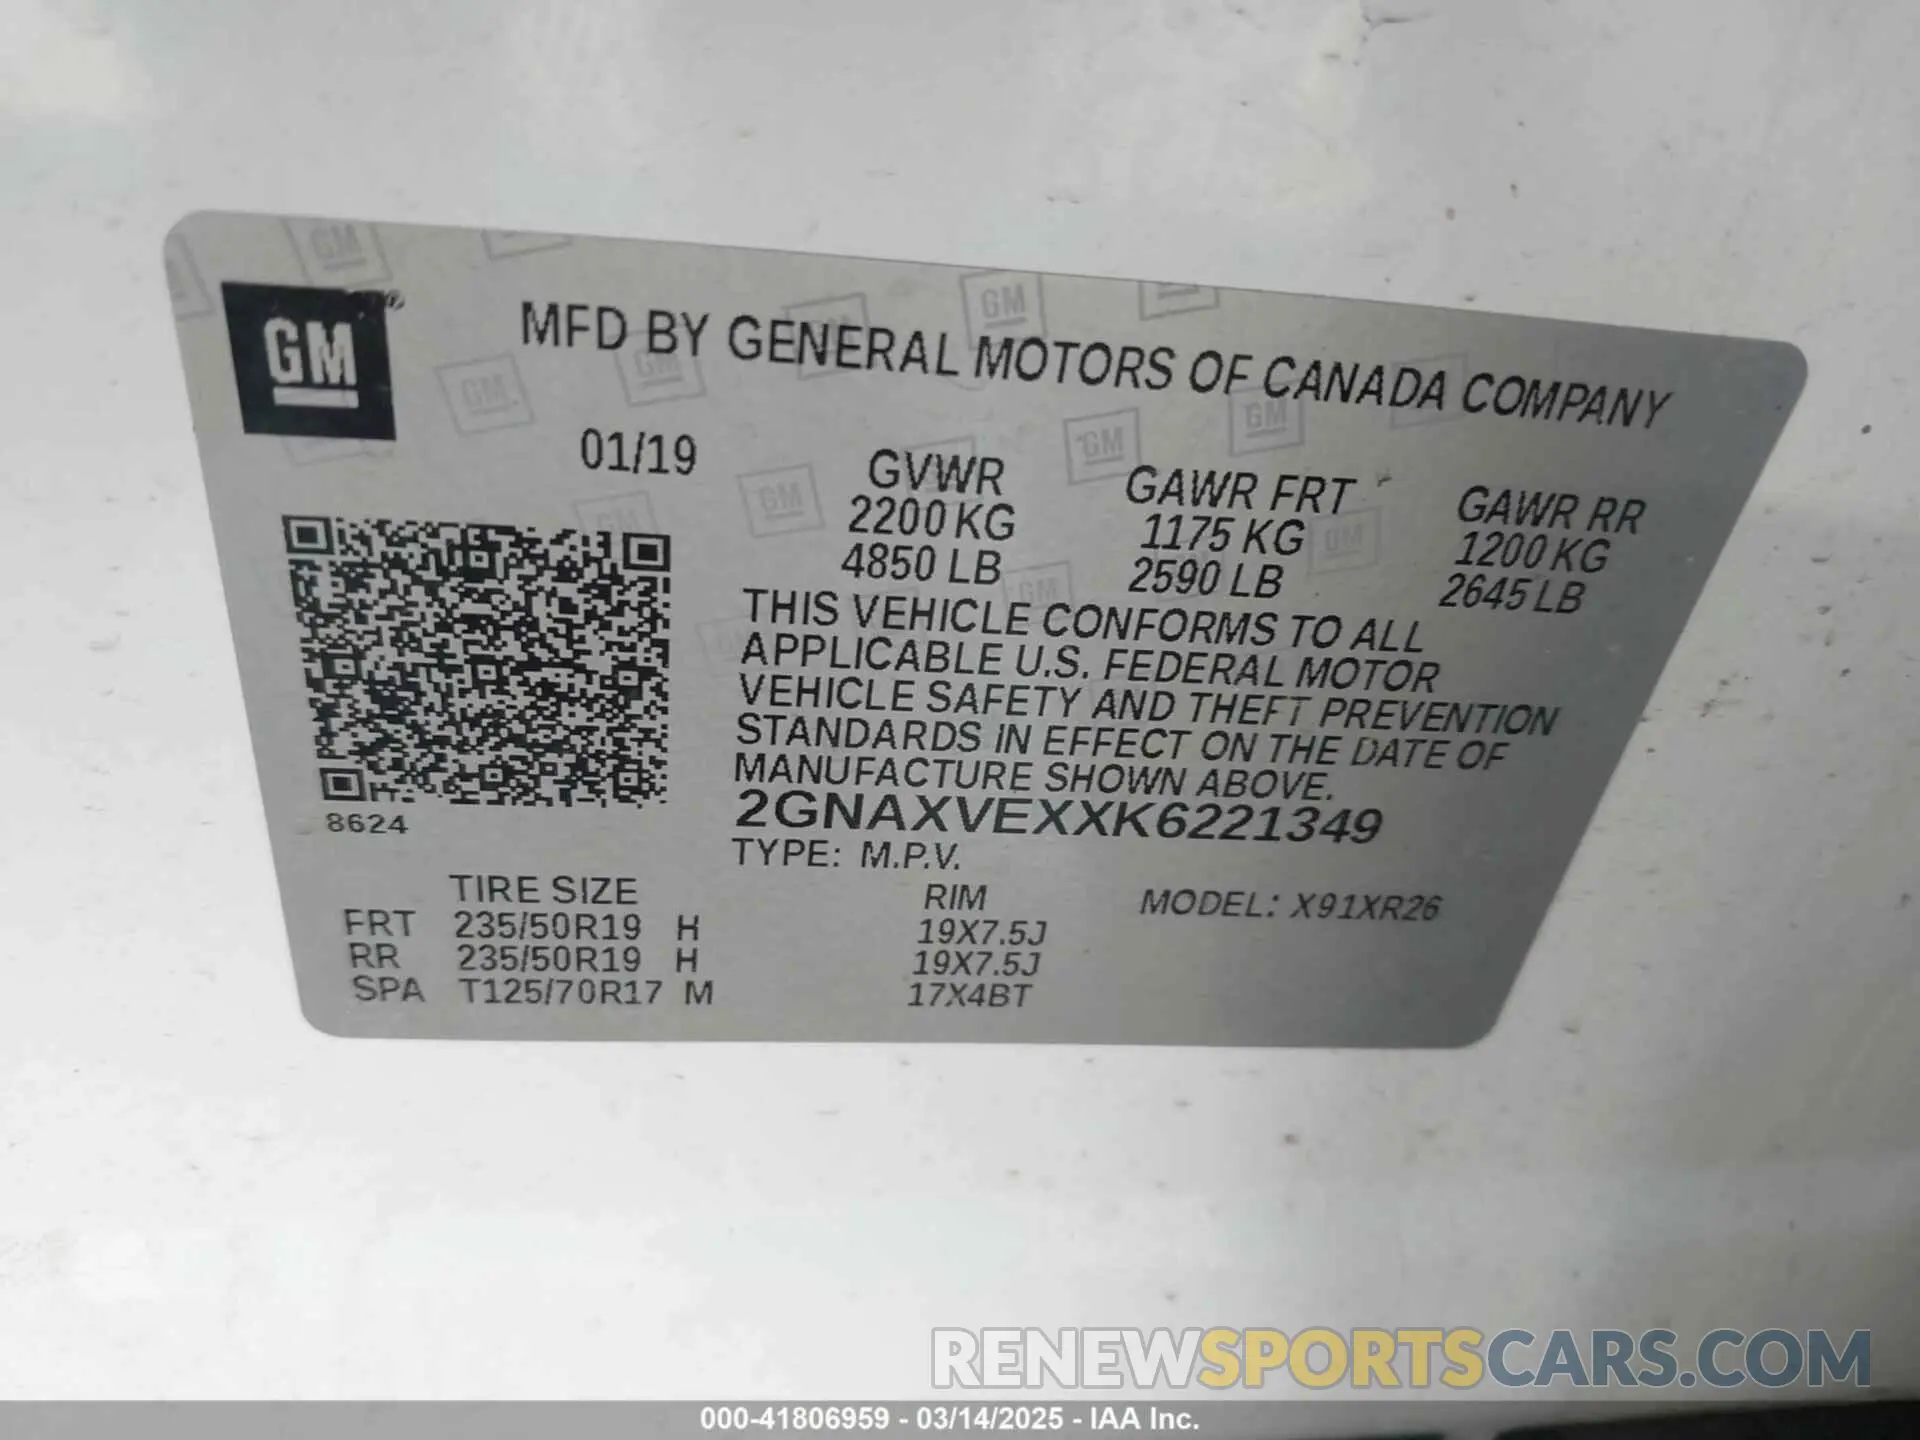 GM
MFD BY GENERAL MOTORS OF CANADA COMPANY
01/19
GVWR GAWR FRT GAWR RR
2200 KG 1175 KG 1200 KG
4850 LB 2590 LB 2645 LB
THIS VEHICLE CONFORMS TO ALL
APPLICABLE U.S. FEDERAL MOTOR
VEHICLE SAFETY AND THEFT PREVENTION
STANDARDS IN EFFECT ON THE DATE OF
MANUFACTURE SHOWN ABOVE.
2GNAXVEXXK6221349
8624
TYPE: M.P.V.
TIRE SIZE RIM MODEL: X91XR26
FRT 235/50R19 H 19X7.5J
RR 235/50R19 H 19X7.5J
SPA T125/70R17 M 17X4BT
RENEWSPORTSCARS.COM
000-41806959 - 03/14/2025 - IAA Inc.